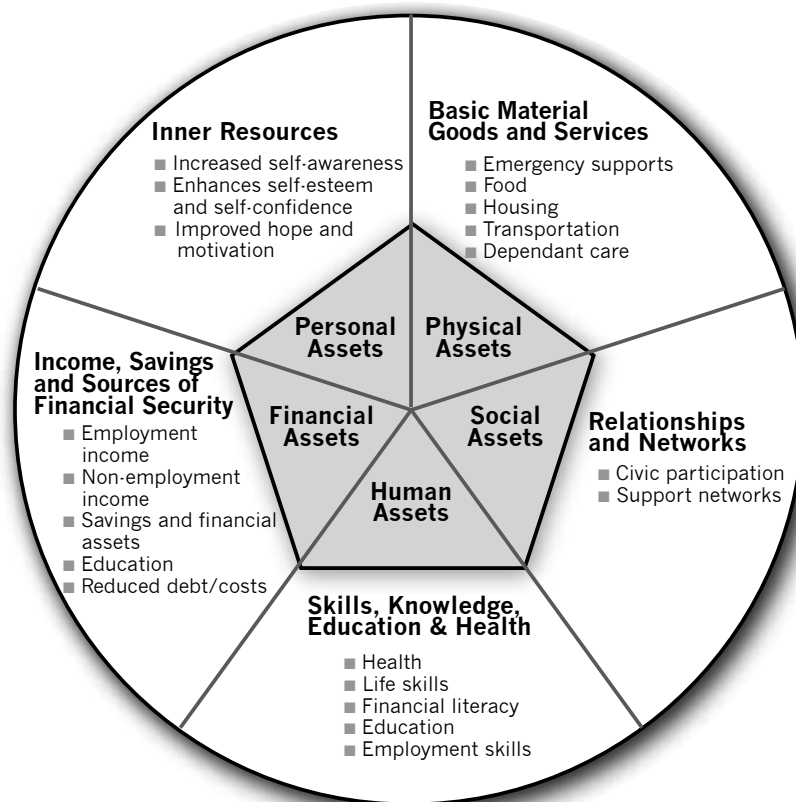 Inner Resources
■ Increased self-awareness
■ Enhances self-esteem
and self-confidence
■ Improved hope and
motivation
Basic Material
Goods and Services
■ Emergency supports
■ Food
■ Housing
■ Transportation
■ Dependant care
Personal
Assets
Physical
Assets
Income, Savings
and Sources of
Financial Security
■ Employment
income
■ Non-employment
income
■ Savings and financial
assets
■ Education
■ Reduced debt/costs
Financial
Assets
Social
Assets
Human
Assets
Relationships
and Networks
■ Civic participation
■ Support networks
Skills, Knowledge,
Education & Health
■ Health
■ Life skills
■ Financial literacy
■ Education
■ Employment skills